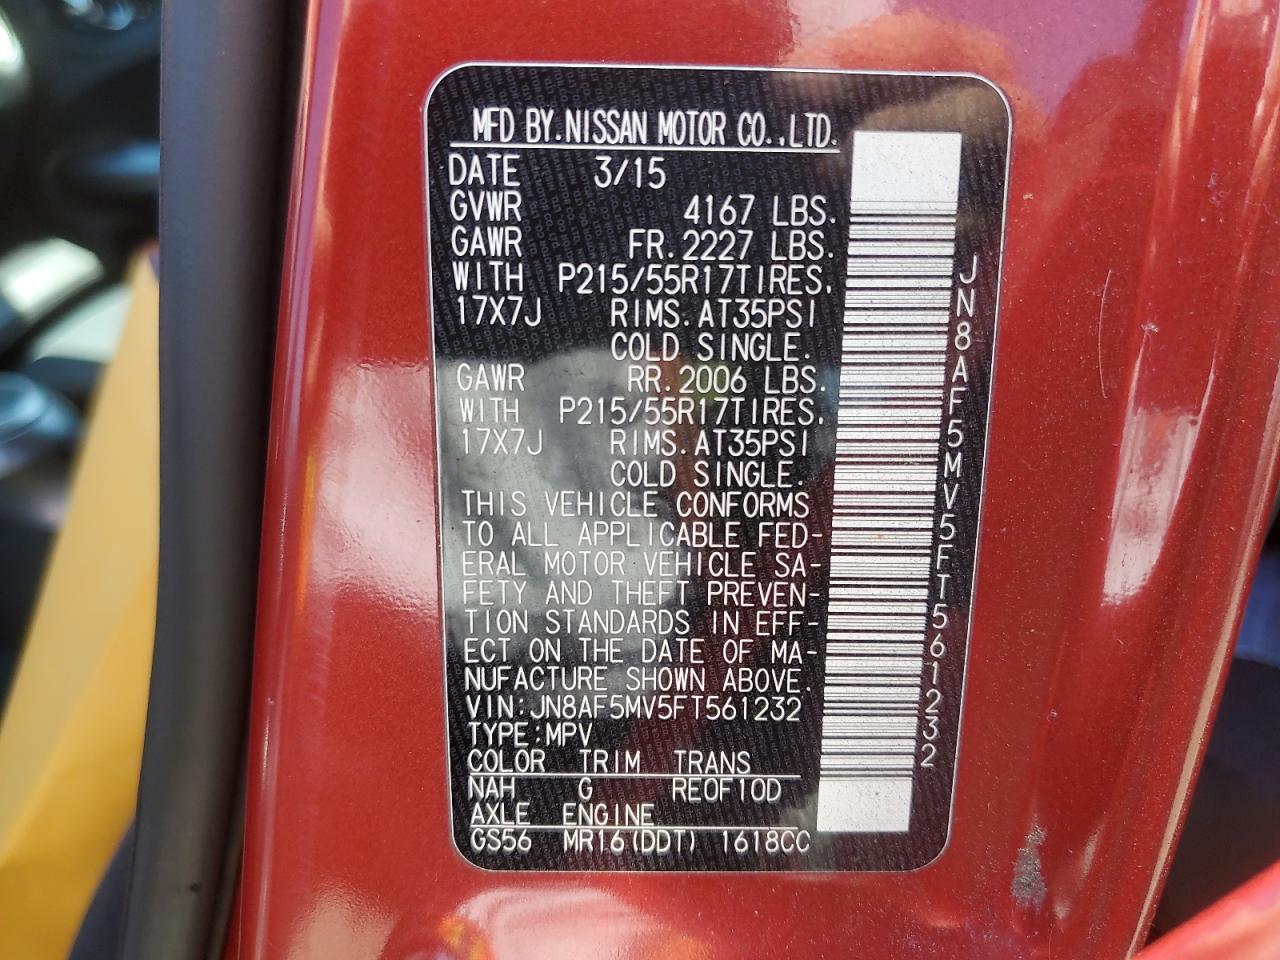 MFD BY.NISSAN MOTOR CO.,LTD.
DATE 3/15
GVWR 4167 LBS.
GAWR FR.2227 LBS.
WITH P215/55R17TIRES,
17X7J RIMS.AT35PSI
COLD SINGLE.
GAWR RR.2006 LBS.
WITH P215/55R17TIRES,
17X7J RIMS.AT35PSI
COLD SINGLE.
THIS VEHICLE CONFORMS
TO ALL APPLICABLE FED-
ERAL MOTOR VEHICLE SA-
FETY AND THEFT PREVEN-
TION STANDARDS IN EFF-
ECT ON THE DATE OF MA-
NUFACTURE SHOWN ABOVE.
VIN:JN8AF5MV5FT561232
TYPE:MPV
COLOR TRIM TRANS
NAH G RE0F10D
AXLE ENGINE
GS56 MR16(DDT) 1618CC
JN8AF5MV5FT561232